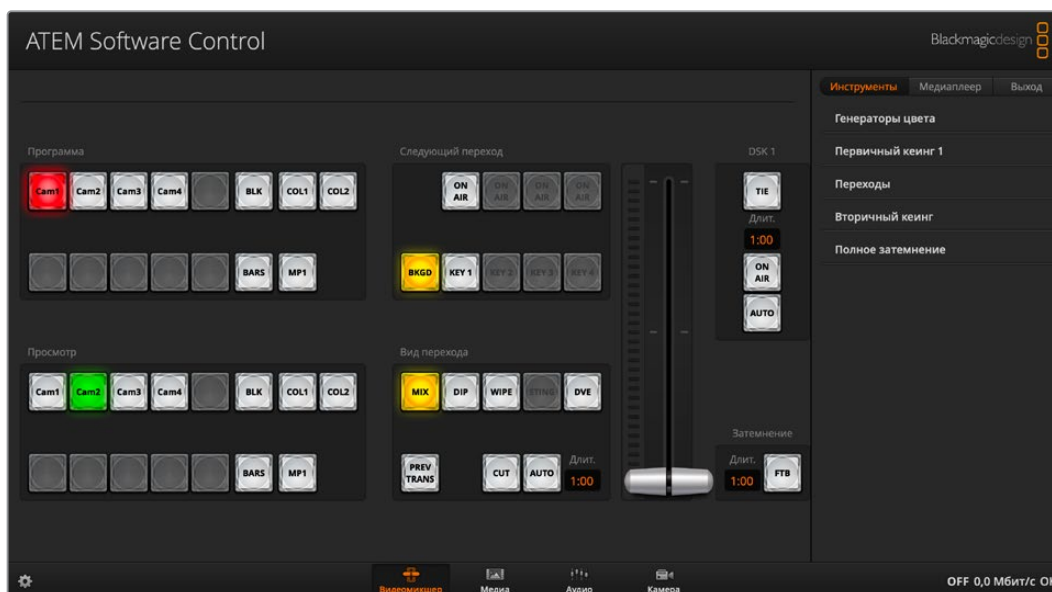 ATEM Software Control
Blackmagicdesign
Инструменты Медиаплеер Выход
Генераторы цвета
Первичный кеинг 1
Переходы
Вторичный кеинг
Полное затемнение
Программа
Cam1 Cam2 Cam3 Cam4 BLK COL1 COL2
BARS MP1
Следующий переход
ON AIR ON AIR ON AIR ON AIR
BKGD KEY 1 KEY 2 KEY 3 KEY 4
DSK 1
TIE
Длит.
1:00
ON AIR
AUTO
Просмотр
Cam1 Cam2 Cam3 Cam4 BLK COL1 COL2
BARS MP1
Вид перехода
MIX DIP WIPE DVE
PREV TRANS CUT AUTO Длит. 1:00
Затемнение
Длит. 1:00 FTB
Видеомикшер Медиа Аудио Камера
OFF 0,0 Мбит/с